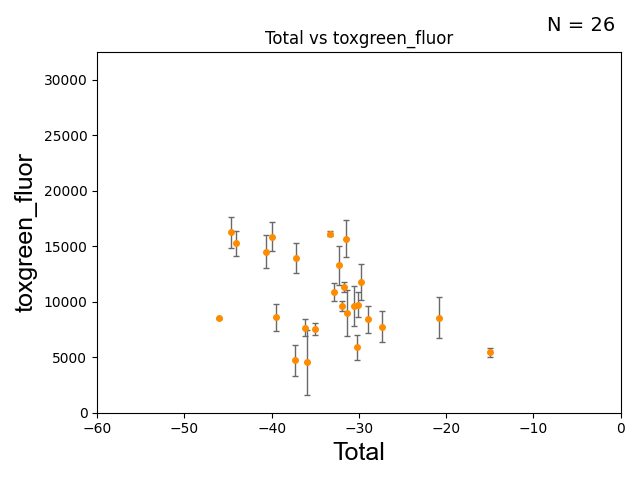 N = 26
Total vs toxgreen_fluor
toxgreen_fluor
30000
25000
20000
15000
10000
5000
0
−60 −50 −40 −30 −20 −10 0
Total